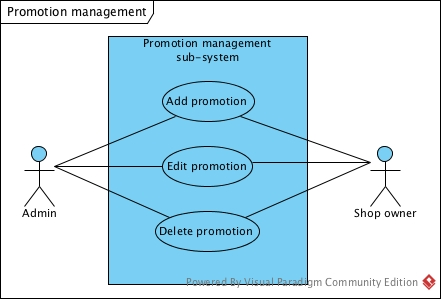 Promotion management
Promotion management
sub-system
Add promotion
Edit promotion
Admin
Shop owner
Delete promotion
Powered By Visual Paradigm Community Edition